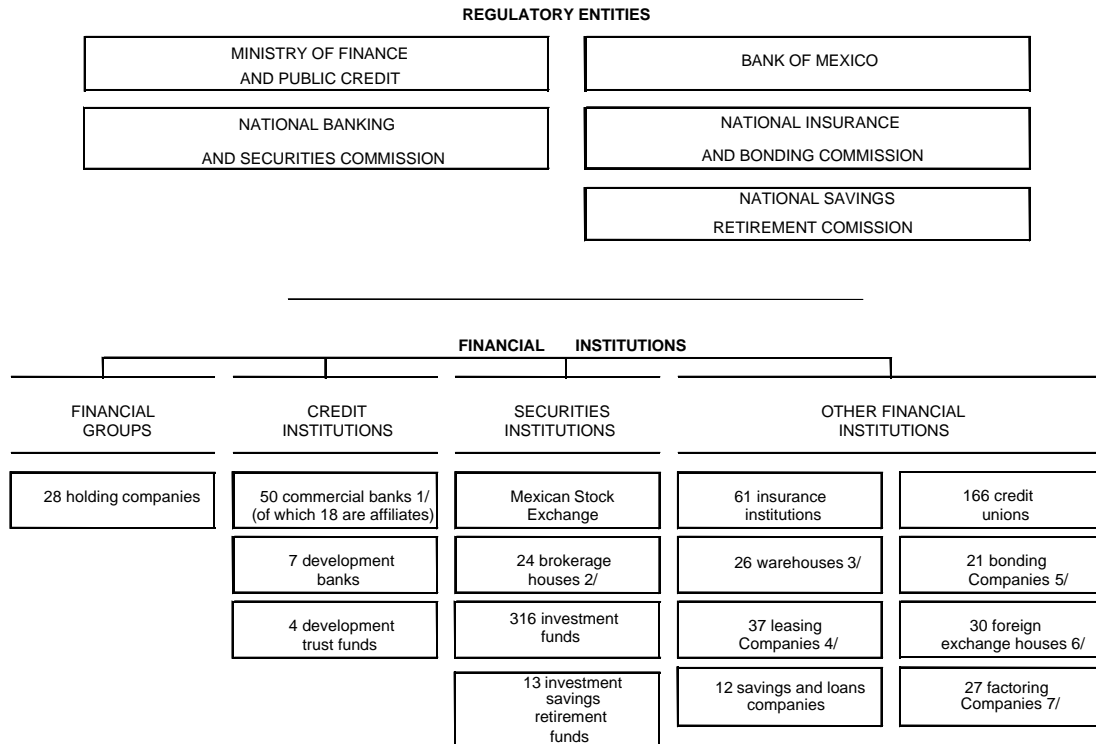 REGULATORY ENTITIES
MINISTRY OF FINANCE
AND PUBLIC CREDIT
BANK OF MEXICO
NATIONAL BANKING
AND SECURITIES COMMISSION
NATIONAL INSURANCE
AND BONDING COMMISSION
NATIONAL SAVINGS
RETIREMENT COMISSION
FINANCIAL INSTITUTIONS
FINANCIAL
GROUPS
CREDIT
INSTITUTIONS
SECURITIES
INSTITUTIONS
OTHER FINANCIAL
INSTITUTIONS
28 holding companies
50 commercial banks 1/
(of which 18 are affiliates)
7 development
banks
4 development
trust funds
Mexican Stock
Exchange
24 brokerage
houses 2/
316 investment
funds
13 investment
savings
retirement
funds
61 insurance
institutions
26 warehouses 3/
37 leasing
Companies 4/
12 savings and loans
companies
166 credit
unions
21 bonding
Companies 5/
30 foreign
exchange houses 6/
27 factoring
Companies 7/